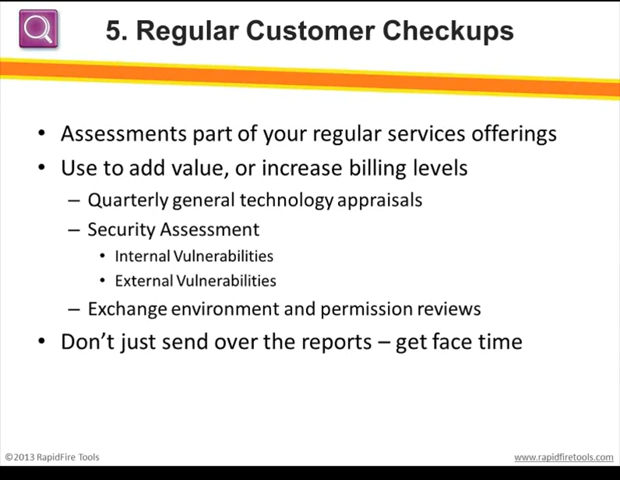 5. Regular Customer Checkups
• Assessments part of your regular services offerings
• Use to add value, or increase billing levels
– Quarterly general technology appraisals
– Security Assessment
• Internal Vulnerabilities
• External Vulnerabilities
– Exchange environment and permission reviews
• Don’t just send over the reports – get face time
©2013 RapidFire Tools
www.rapidfiretools.com